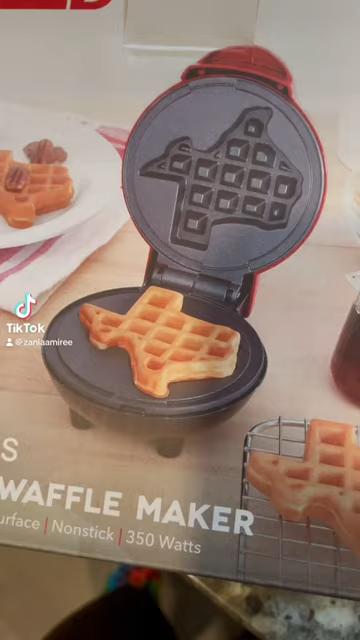 TikTok
@zaniaamiree
S
WAFFLE MAKER
urface | Nonstick | 350 Watts